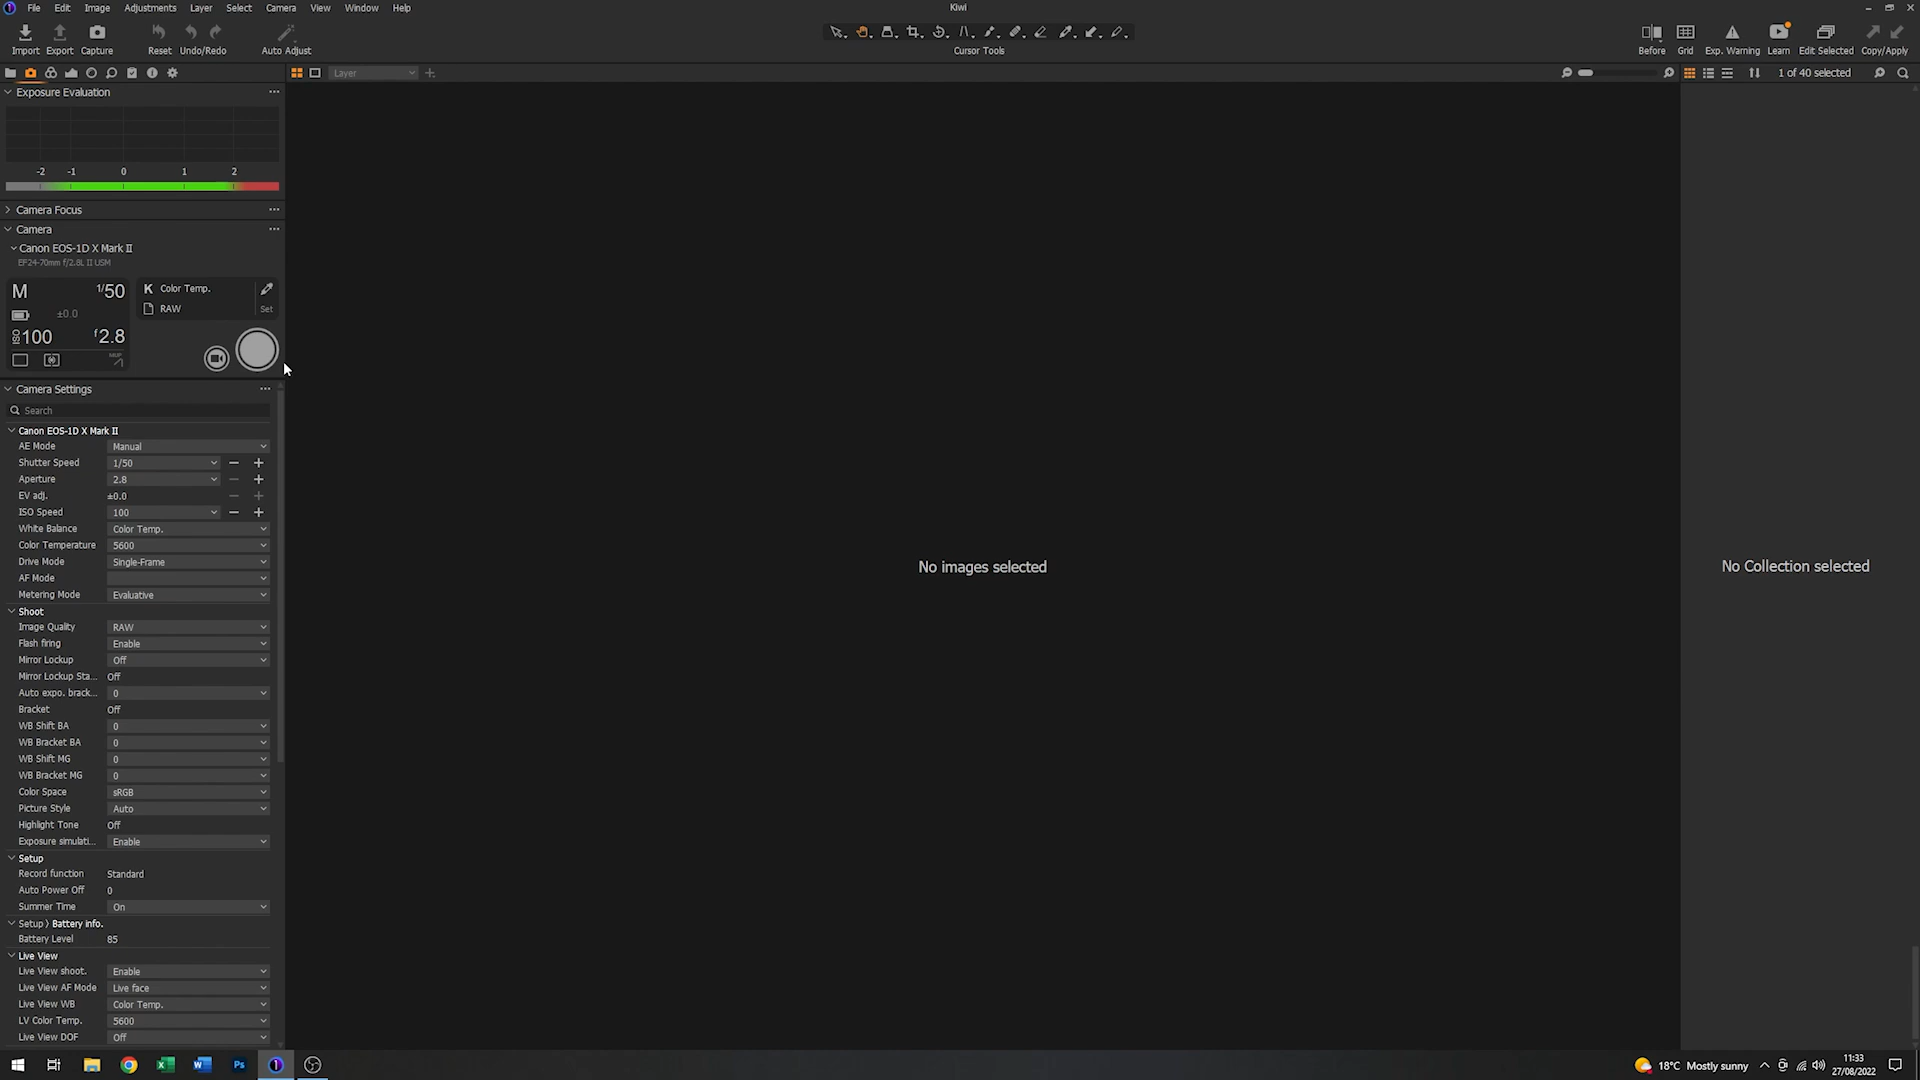 File Edit Image Adjustments Layer Select Camera View Window Help
Kiwi
Import Export Capture Reset Undo/Redo Auto Adjust
Cursor Tools
Before Grid Exp. Warning Learn Edit Selected Copy/Apply
Layer
1 of 40 selected
Exposure Evaluation
-2 -1 0 1 2
Camera Focus
Camera
Canon EOS-1D X Mark II
EF24-70mm f/2.8L II USM
M 1/50
K Color Temp.
±0.0
RAW Set
ISO 100 f2.8
MUP
Camera Settings
Search
Canon EOS-1D X Mark II
AE Mode Manual
Shutter Speed 1/50
Aperture 2.8
EV adj. ±0.0
ISO Speed 100
White Balance Color Temp.
Color Temperature 5600
Drive Mode Single-Frame
AF Mode
Metering Mode Evaluative
Shoot
Image Quality RAW
Flash firing Enable
Mirror Lockup Off
Mirror Lockup Sta... Off
Auto expo. brack... 0
Bracket Off
WB Shift BA 0
WB Bracket BA 0
WB Shift MG 0
WB Bracket MG 0
Color Space sRGB
Picture Style Auto
Highlight Tone Off
Exposure simulati... Enable
Setup
Record function Standard
Auto Power Off 0
Summer Time On
Setup 〉 Battery info.
Battery Level 85
Live View
Live View shoot. Enable
Live View AF Mode Live face
Live View WB Color Temp.
LV Color Temp. 5600
Live View DOF Off
No images selected
No Collection selected
Ps
18°C Mostly sunny
11:33
27/08/2022